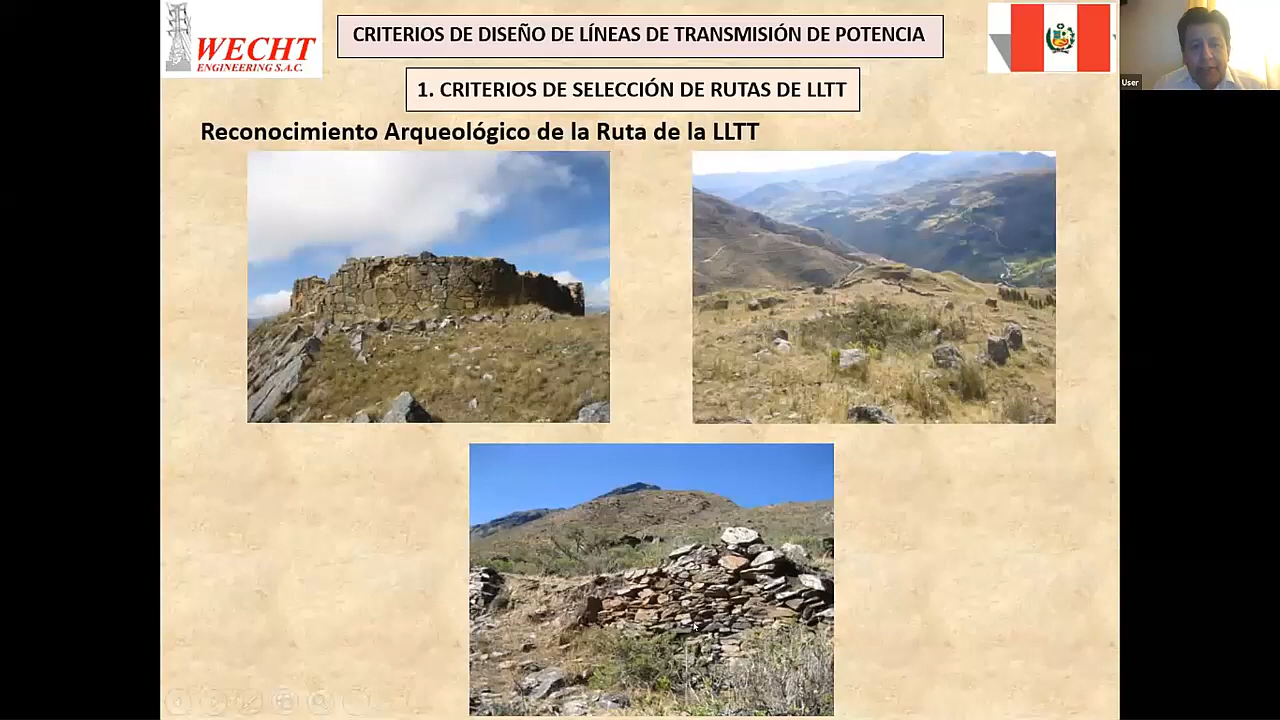 WECHT
ENGINEERING S.A.C.
CRITERIOS DE DISEÑO DE LÍNEAS DE TRANSMISIÓN DE POTENCIA
1. CRITERIOS DE SELECCIÓN DE RUTAS DE LLTT
Reconocimiento Arqueológico de la Ruta de la LLTT
User